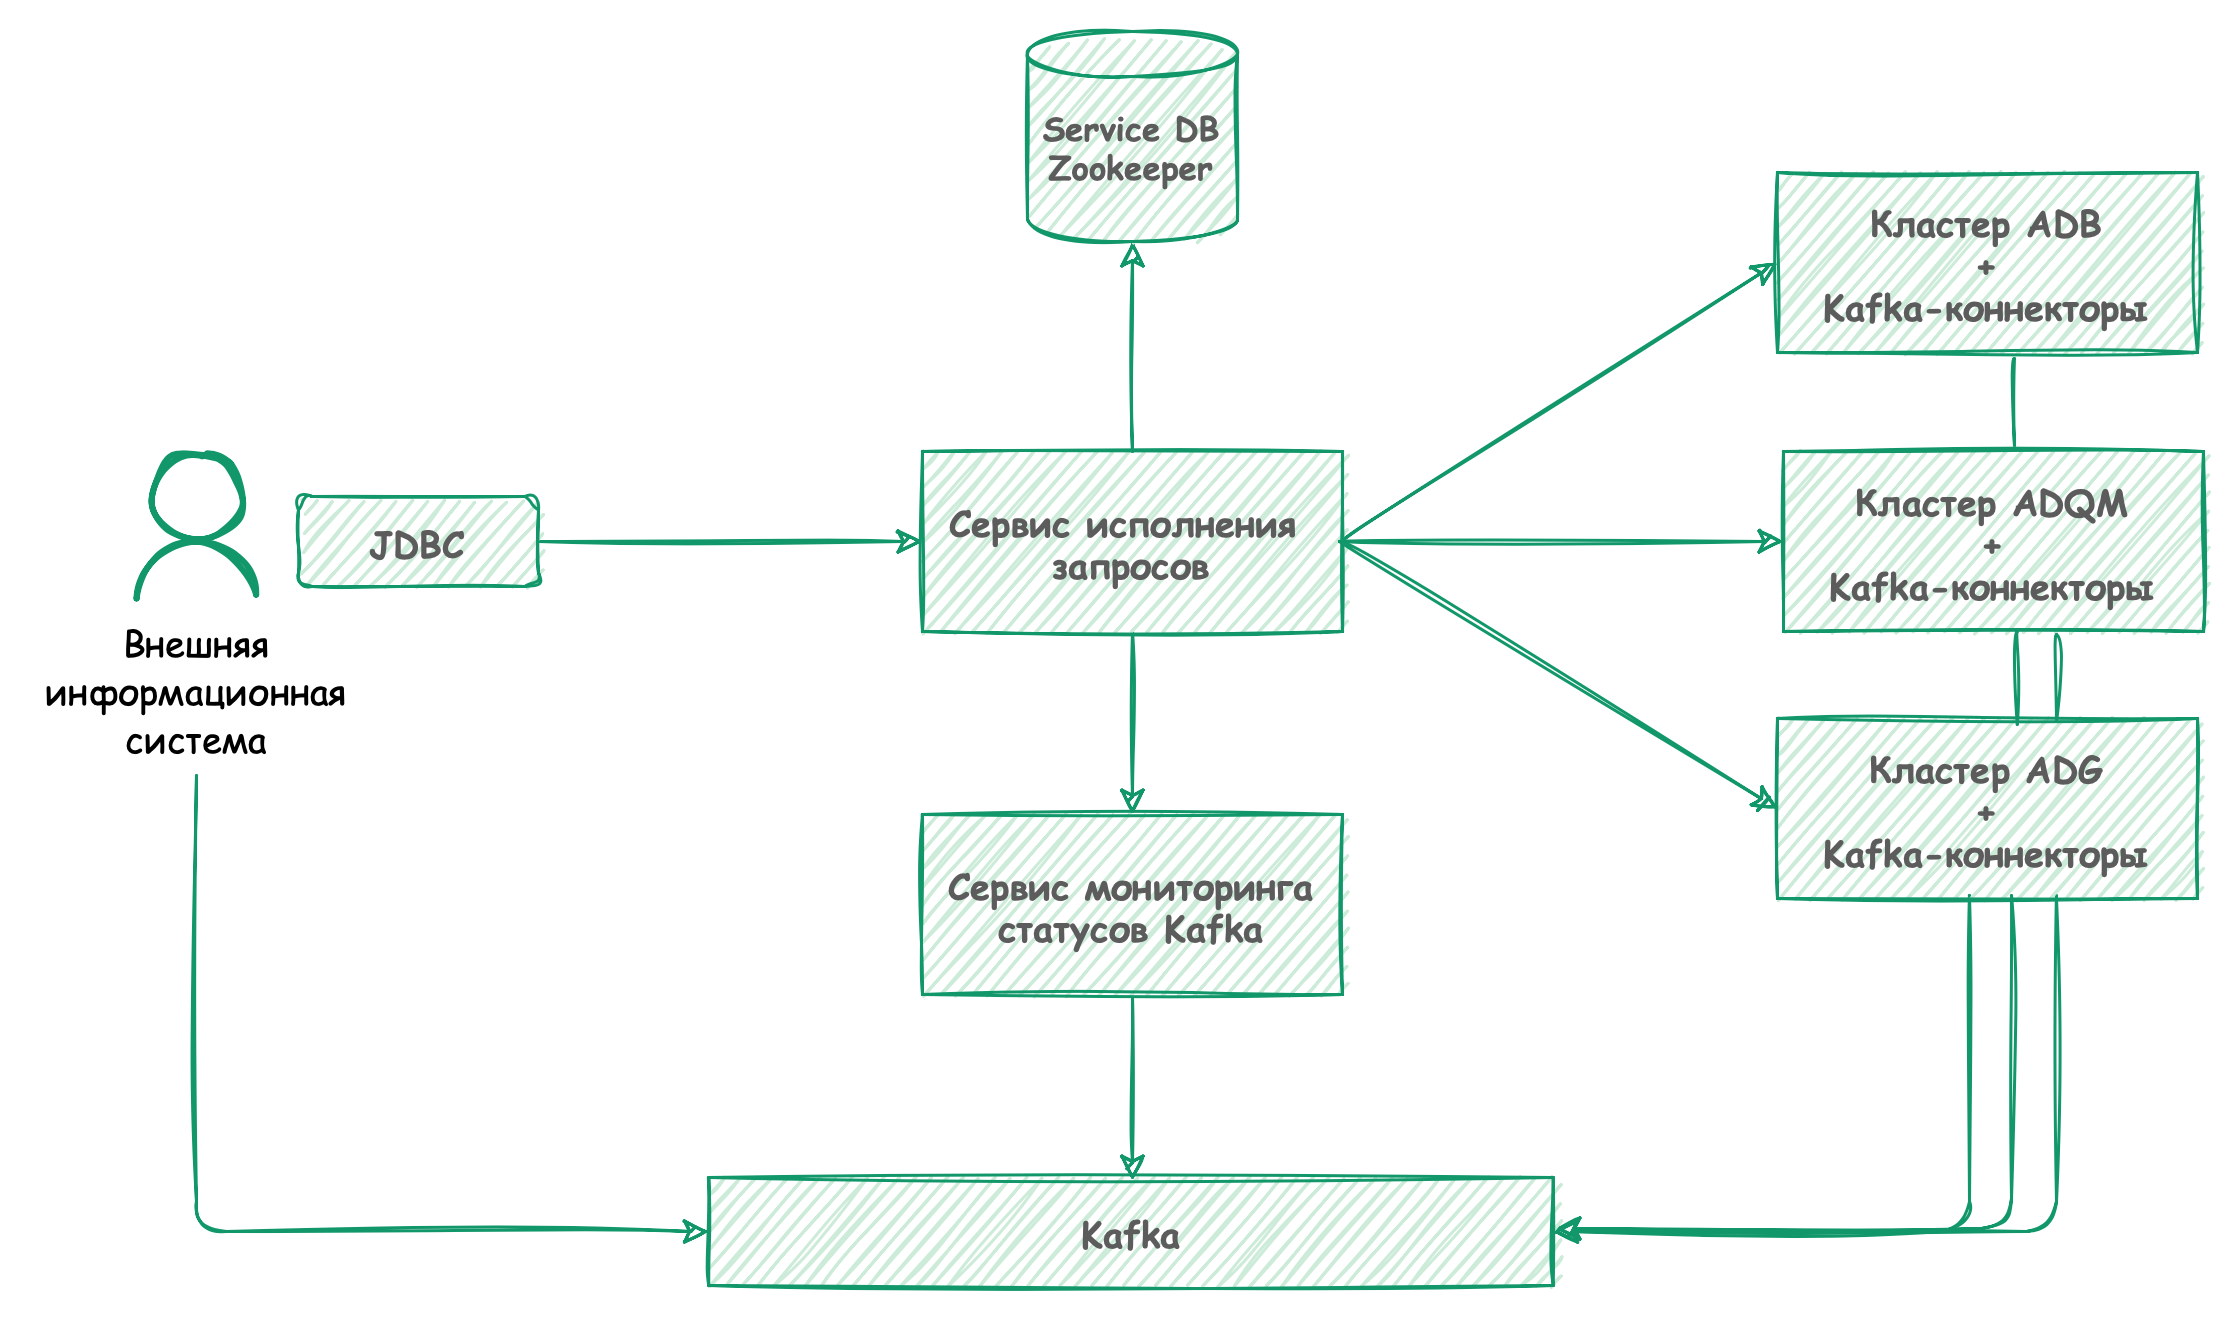 Service DB
Zookeeper
Кластер ADB
+
Kafka-коннекторы
JDBC
Сервис исполнения
запросов
Кластер ADQM
+
Kafka-коннекторы
Внешняя
информационная
система
Кластер ADG
+
Kafka-коннекторы
Сервис мониторинга
статусов Kafka
Kafka